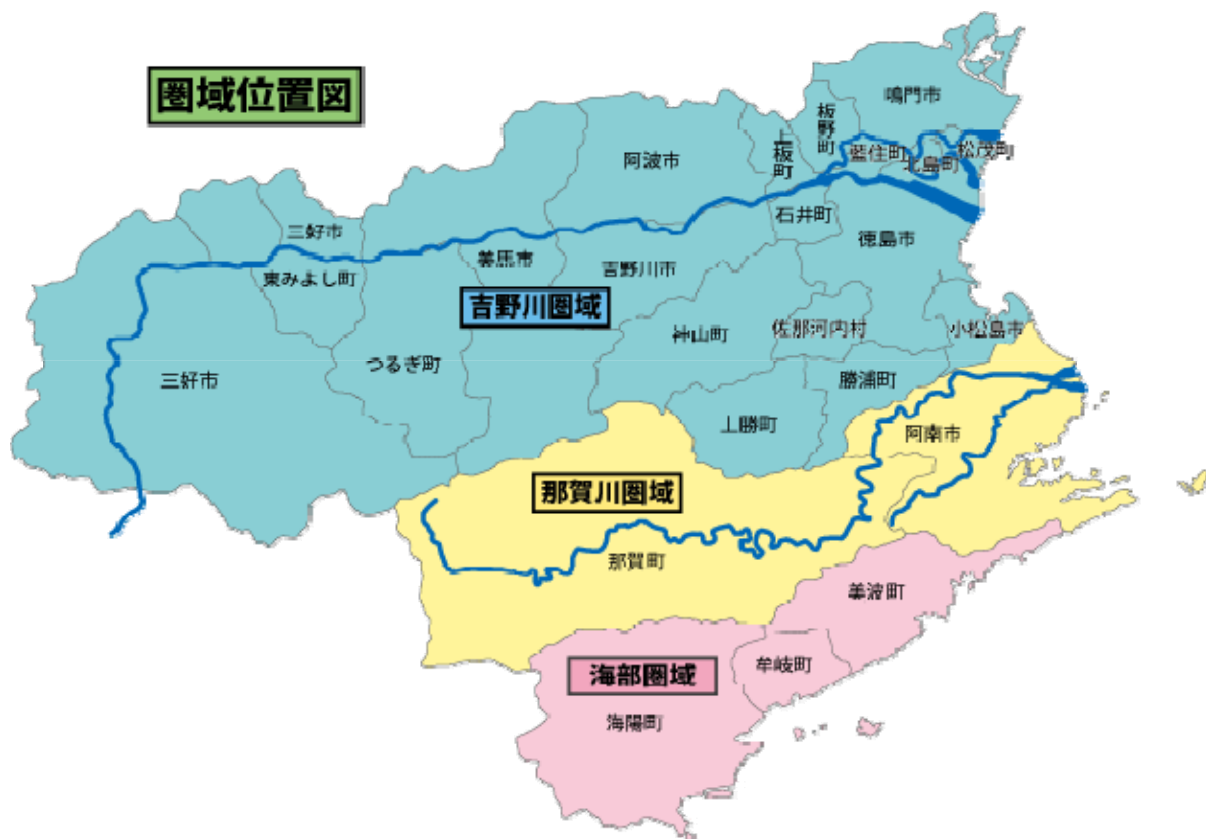 圏域位置図
鳴門市
板野町
上板町
藍住町
北島町
松茂町
阿波市
石井町
徳島市
三好市
美馬市
吉野川市
東みよし町
吉野川圏域
神山町
佐那河内村
小松島市
つるぎ町
三好市
勝浦町
上勝町
阿南市
那賀川圏域
那賀町
美波町
牟岐町
海部圏域
海陽町